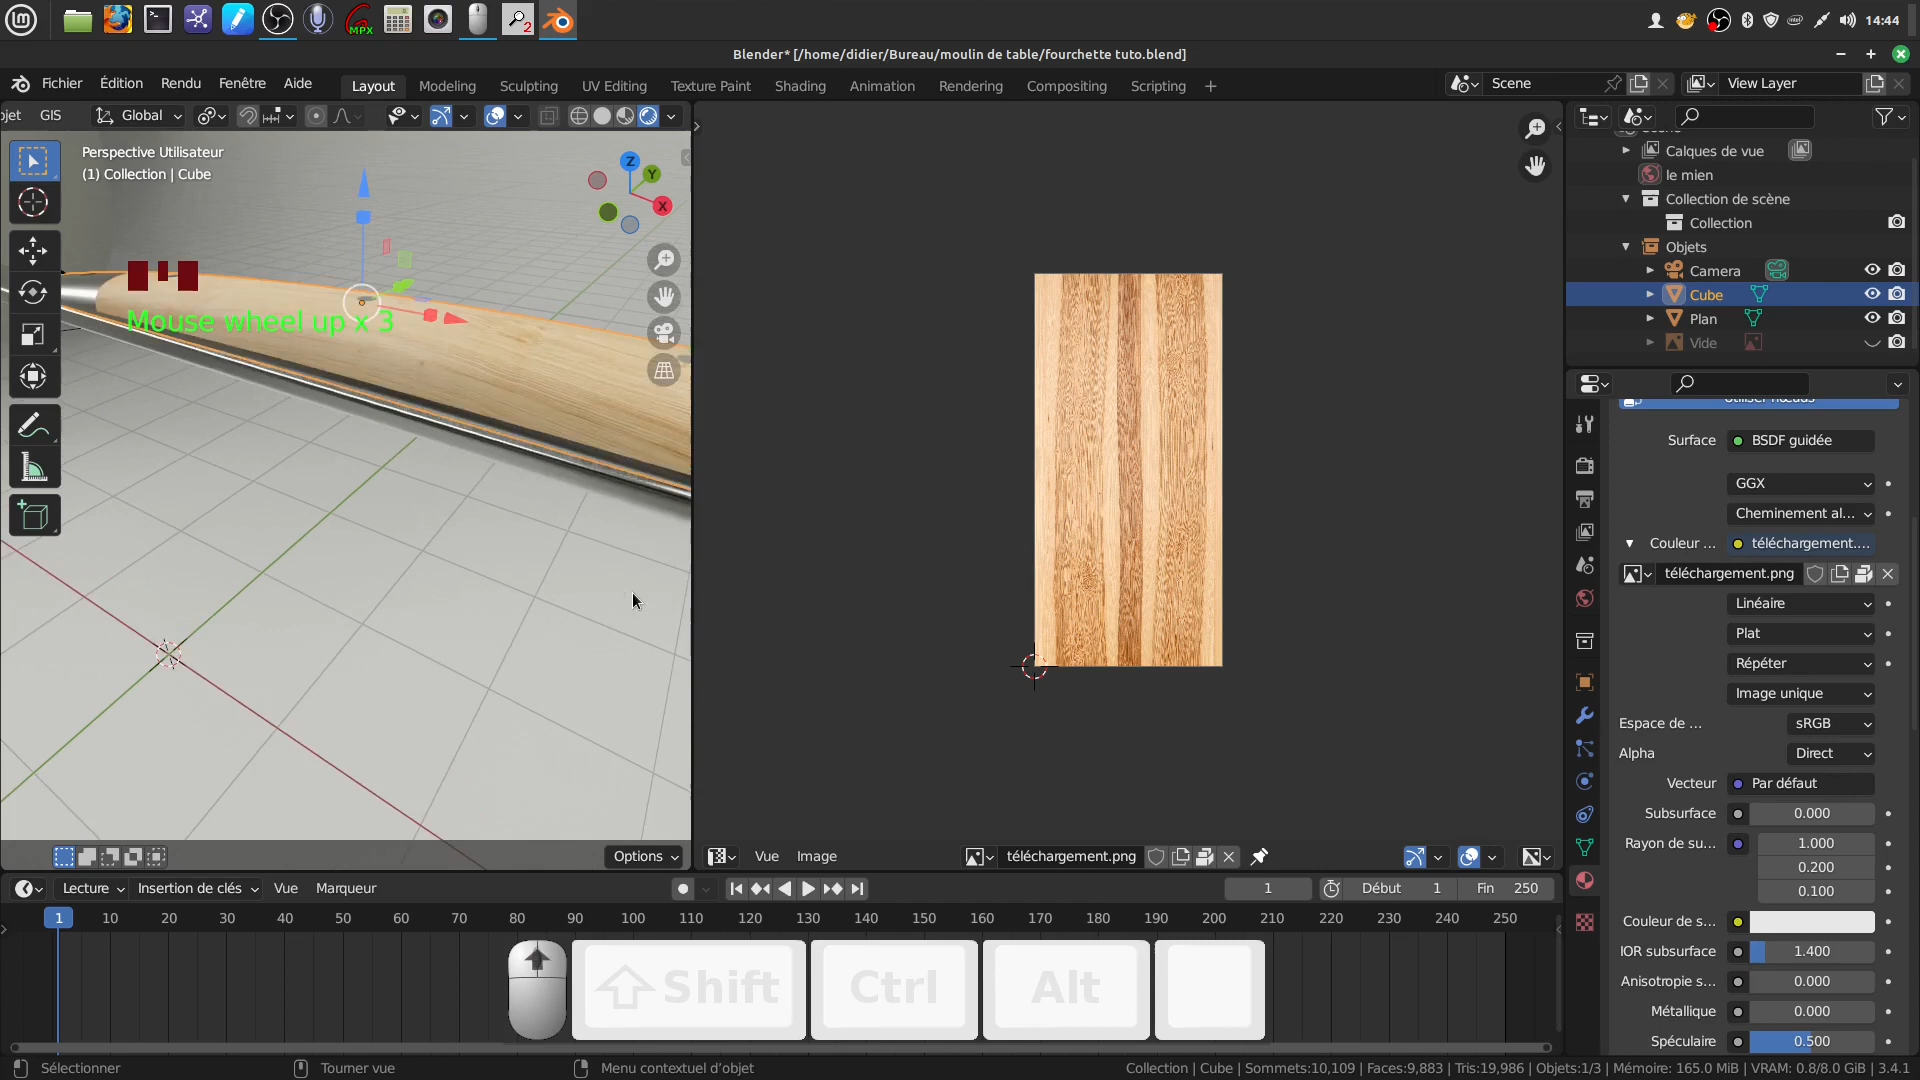 MPX
2
14:44
Blender* [/home/didier/Bureau/moulin de table/fourchette tuto.blend]
Fichier Édition Rendu Fenêtre Aide
Layout Modeling Sculpting UV Editing Texture Paint Shading Animation Rendering Compositing Scripting +
Scene View Layer
jet GIS Global
Perspective Utilisateur
(1) Collection | Cube
Z
Y
X
Mouse wheel up x 3
Options
Vue Image téléchargement.png
Calques de vue
le mien
Collection de scène
Collection
Objets
Camera
Cube
Plan
Vide
Utiliser nœuds
Surface BSDF guidée
GGX
Cheminement al...
Couleur ... téléchargement....
téléchargement.png
Linéaire
Plat
Répéter
Image unique
Espace de ... sRGB
Alpha Direct
Vecteur Par défaut
Subsurface 0.000
Rayon de su... 1.000
0.200
0.100
Couleur de s...
IOR subsurface 1.400
Anisotropie s... 0.000
Métallique 0.000
Spéculaire 0.500
Lecture Insertion de clés Vue Marqueur
1 Début 1 Fin 250
1 10 20 30 40 50 60 70 80 90 100 110 120 130 140 150 160 170 180 190 200 210 220 230 240 250
Shift Ctrl Alt
Sélectionner Tourner vue Menu contextuel d'objet
Collection | Cube | Sommets:10,109 | Faces:9,883 | Tris:19,986 | Objets:1/3 | Mémoire: 165.0 MiB | VRAM: 0.8/8.0 GiB | 3.4.1